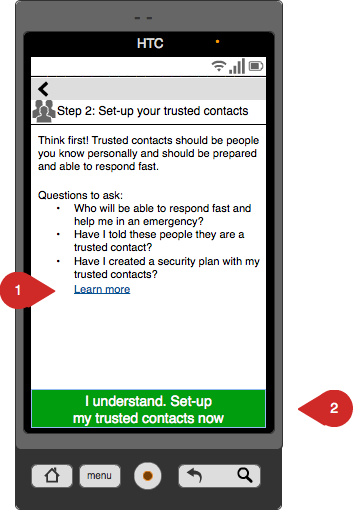 HTC
Step 2: Set-up your trusted contacts
Think first! Trusted contacts should be people
you know personally and should be prepared
and able to respond fast.
Questions to ask:
• Who will be able to respond fast and
help me in an emergency?
• Have I told these people they are a
trusted contact?
• Have I created a security plan with my
trusted contacts?
1
Learn more
I understand. Set-up
my trusted contacts now
2
menu